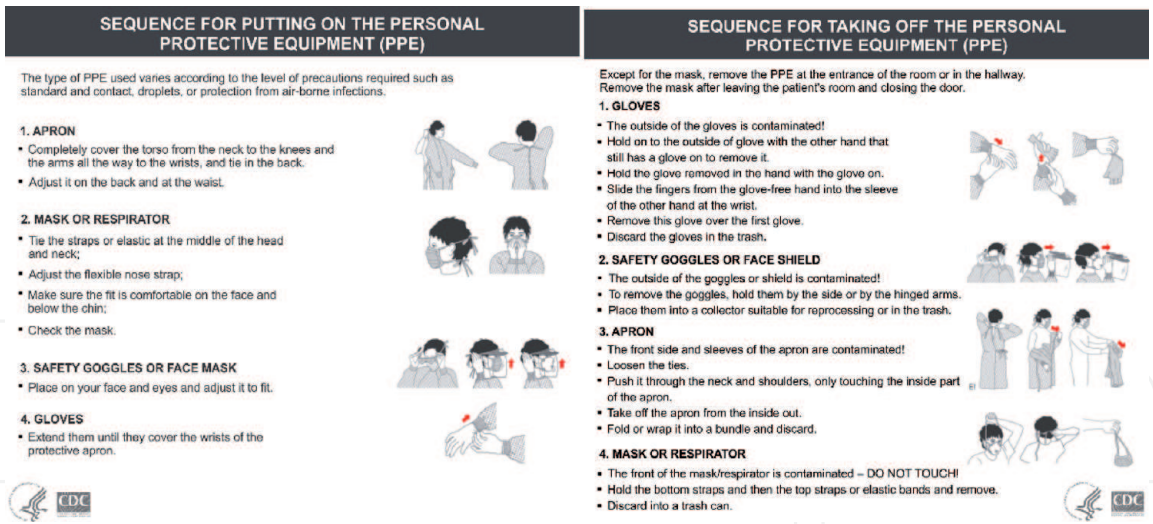 SEQUENCE FOR PUTTING ON THE PERSONAL
PROTECTIVE EQUIPMENT (PPE)
The type of PPE used varies according to the level of precautions required such as
standard and contact, droplets, or protection from air-borne infections.
1. APRON
▪ Completely cover the torso from the neck to the knees and
the arms all the way to the wrists, and tie in the back.
▪ Adjust it on the back and at the waist.
2. MASK OR RESPIRATOR
▪ Tie the straps or elastic at the middle of the head
and neck;
▪ Adjust the flexible nose strap;
▪ Make sure the fit is comfortable on the face and
below the chin;
▪ Check the mask.
3. SAFETY GOGGLES OR FACE MASK
▪ Place on your face and eyes and adjust it to fit.
4. GLOVES
▪ Extend them until they cover the wrists of the
protective apron.
CDC
SEQUENCE FOR TAKING OFF THE PERSONAL
PROTECTIVE EQUIPMENT (PPE)
Except for the mask, remove the PPE at the entrance of the room or in the hallway.
Remove the mask after leaving the patient's room and closing the door.
1. GLOVES
▪ The outside of the gloves is contaminated!
▪ Hold on to the outside of glove with the other hand that
still has a glove on to remove it.
▪ Hold the glove removed in the hand with the glove on.
▪ Slide the fingers from the glove-free hand into the sleeve
of the other hand at the wrist.
▪ Remove this glove over the first glove.
▪ Discard the gloves in the trash.
2. SAFETY GOGGLES OR FACE SHIELD
▪ The outside of the goggles or shield is contaminated!
▪ To remove the goggles, hold them by the side or by the hinged arms.
▪ Place them into a collector suitable for reprocessing or in the trash.
3. APRON
▪ The front side and sleeves of the apron are contaminated!
▪ Loosen the ties.
▪ Push it through the neck and shoulders, only touching the inside part
of the apron.
▪ Take off the apron from the inside out.
▪ Fold or wrap it into a bundle and discard.
4. MASK OR RESPIRATOR
▪ The front of the mask/respirator is contaminated – DO NOT TOUCH!
▪ Hold the bottom straps and then the top straps or elastic bands and remove.
▪ Discard into a trash can.
CDC